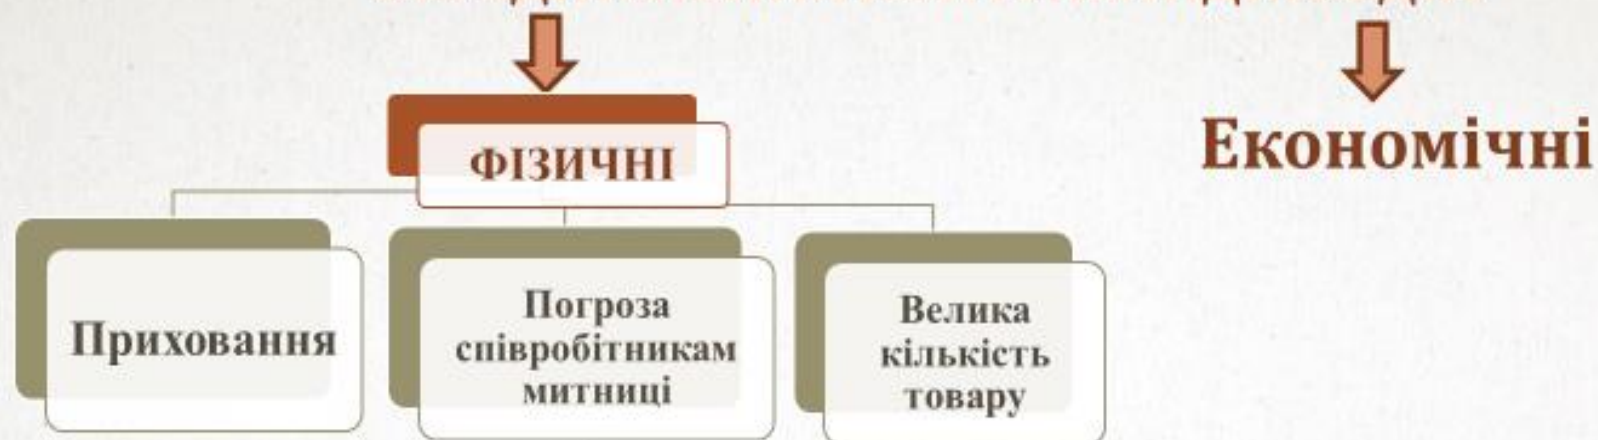 ФІЗИЧНІ
Економічні
Приховання
Погроза
співробітникам
митниці
Велика
кількість
товару